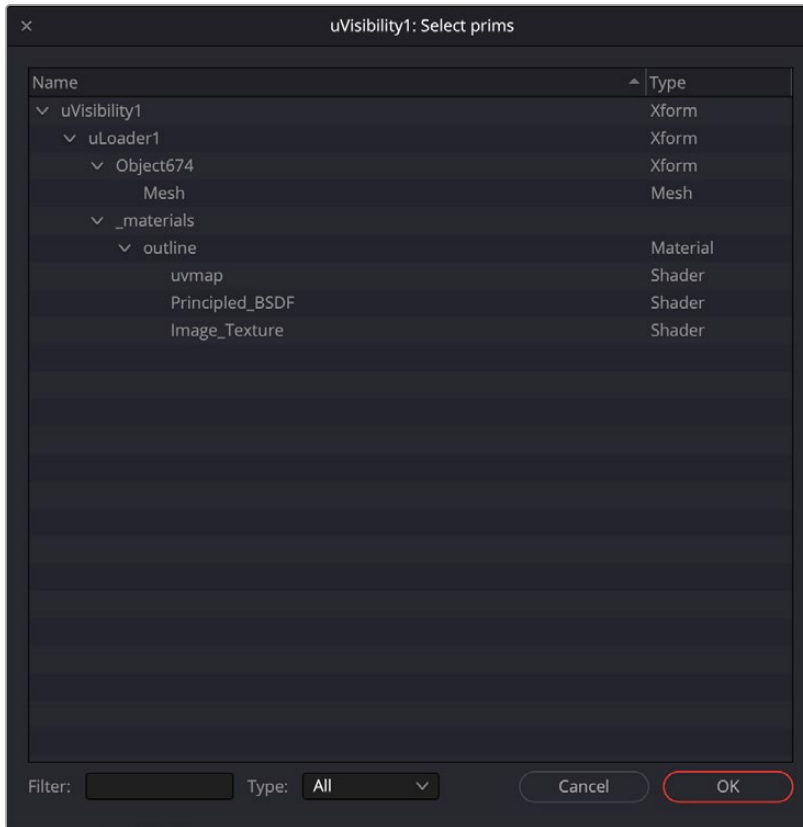 uVisibility1: Select prims
Name Type
uVisibility1 Xform
uLoader1 Xform
Object674 Xform
Mesh Mesh
_materials
outline Material
uvmap Shader
Principled_BSDF Shader
Image_Texture Shader
Filter: Type: All Cancel OK